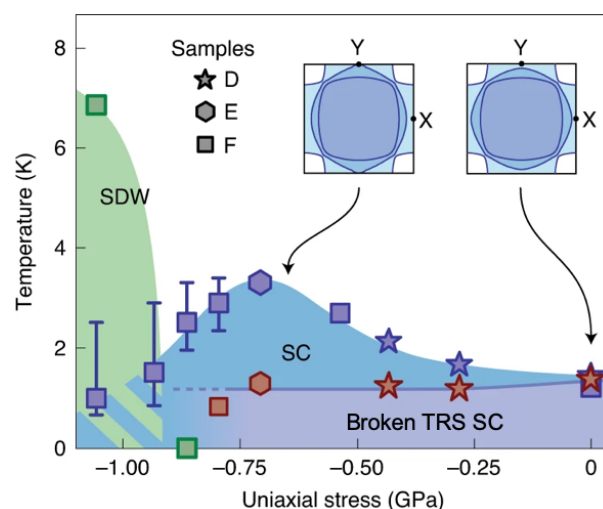 8
6
4
2
0
Temperature (K)
Samples
D
E
F
Y
X
Y
X
SDW
SC
Broken TRS SC
−1.00
−0.75
−0.50
−0.25
0
Uniaxial stress (GPa)